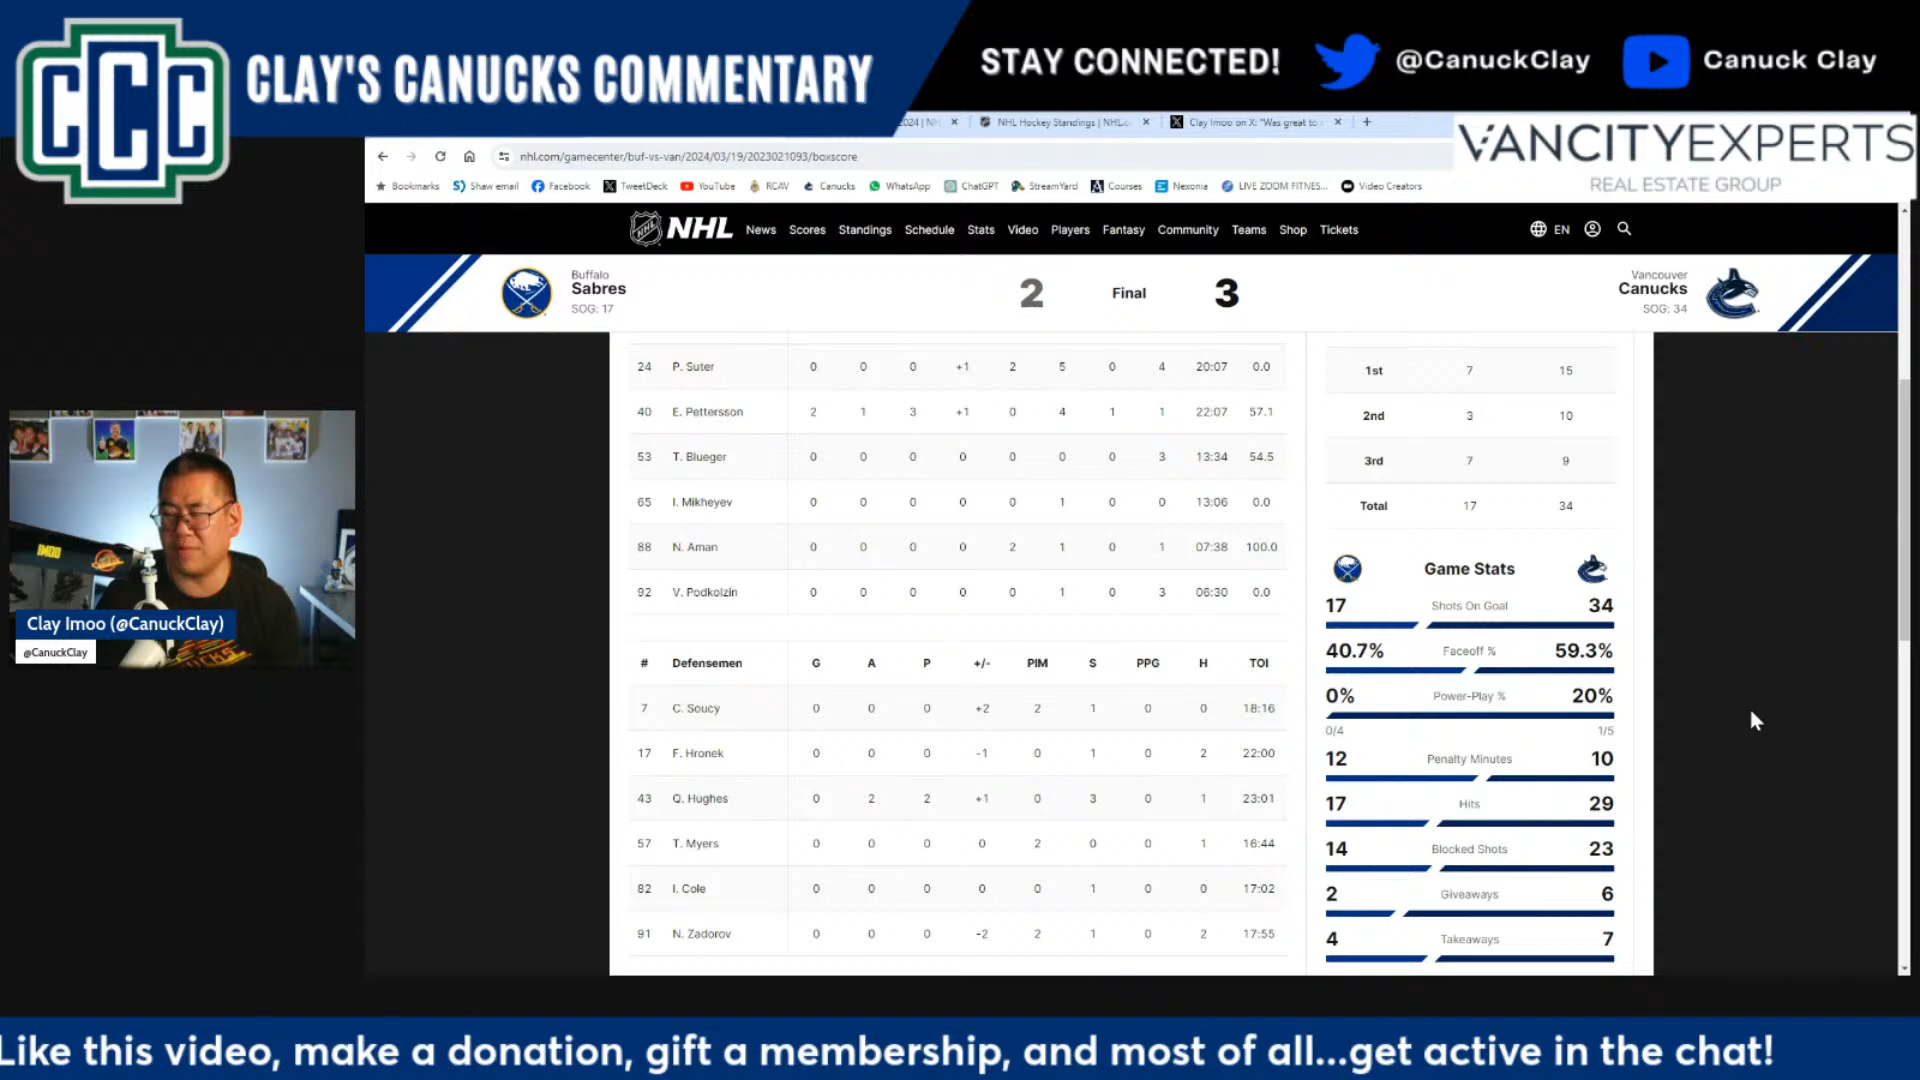 CCC CLAY'S CANUCKS COMMENTARY
STAY CONNECTED! @CanuckClay Canuck Clay
NHL Hockey Standings | NHL.c Clay Imoo on X: "Was great to
VANCITYEXPERTS
REAL ESTATE GROUP
nhl.com/gamecenter/buf-vs-van/2024/03/19/2023021093/boxscore
Bookmarks Shaw email Facebook TweetDeck YouTube RCAV Canucks WhatsApp ChatGPT StreamYard Courses Nexonia LIVE ZOOM FITNES... Video Creators
NHL News Scores Standings Schedule Stats Video Players Fantasy Community Teams Shop Tickets EN
Buffalo
Sabres
SOG: 17
2 Final 3
Vancouver
Canucks
SOG: 34
24 P. Suter 0 0 0 +1 2 5 0 4 20:07 0.0
40 E. Pettersson 2 1 3 +1 0 4 1 1 22:07 57.1
53 T. Blueger 0 0 0 0 0 0 0 3 13:34 54.5
65 I. Mikheyev 0 0 0 0 0 1 0 0 13:06 0.0
88 N. Aman 0 0 0 0 2 1 0 1 07:38 100.0
92 V. Podkolzin 0 0 0 0 0 1 0 3 06:30 0.0
# Defensemen G A P +/- PIM S PPG H TOI
7 C. Soucy 0 0 0 +2 2 1 0 0 18:16
17 F. Hronek 0 0 0 -1 0 1 0 2 22:00
43 Q. Hughes 0 2 2 +1 0 3 0 1 23:01
57 T. Myers 0 0 0 0 2 0 0 1 16:44
82 I. Cole 0 0 0 0 0 1 0 0 17:02
91 N. Zadorov 0 0 0 -2 2 1 0 2 17:55
1st 7 15
2nd 3 10
3rd 7 9
Total 17 34
Game Stats
17 Shots On Goal 34
40.7% Faceoff % 59.3%
0% Power-Play % 20%
0/4 1/5
12 Penalty Minutes 10
17 Hits 29
14 Blocked Shots 23
2 Giveaways 6
4 Takeaways 7
IMOO
Clay Imoo (@CanuckClay)
@CanuckClay
Like this video, make a donation, gift a membership, and most of all...get active in the chat!